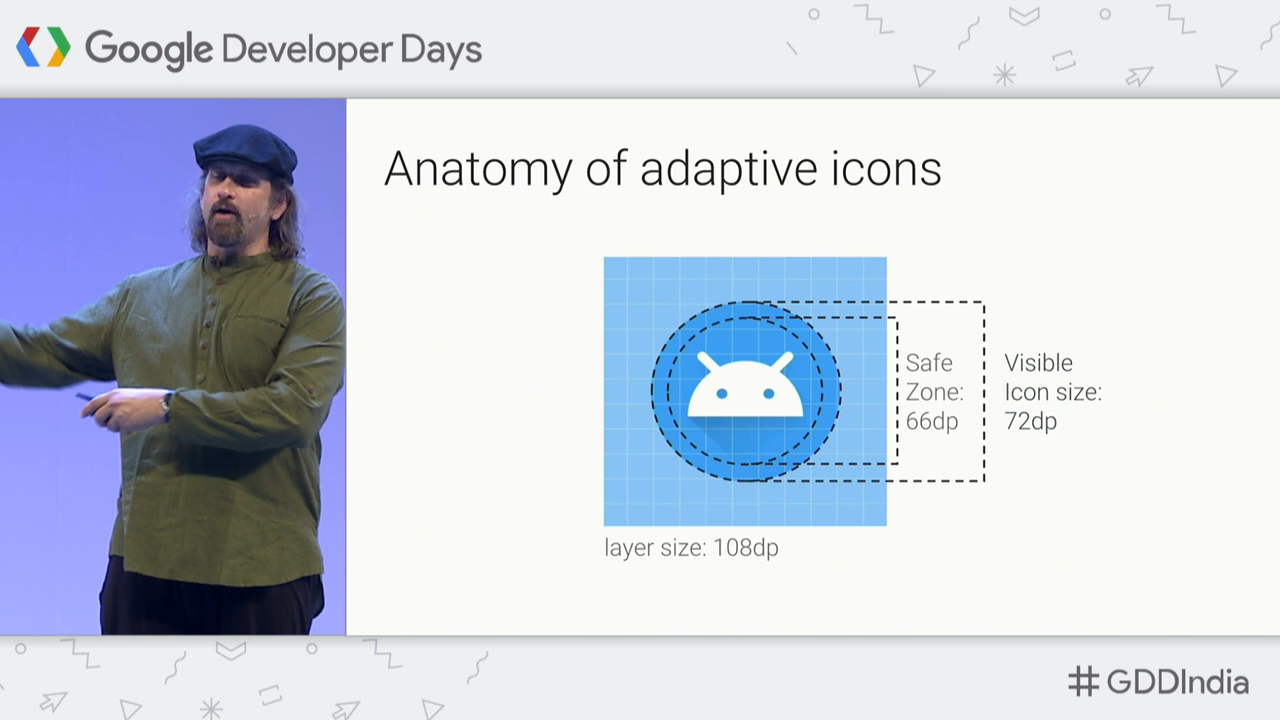 Google Developer Days
Anatomy of adaptive icons
Safe
Zone:
66dp
Visible
Icon size:
72dp
layer size: 108dp
#GDDIndia